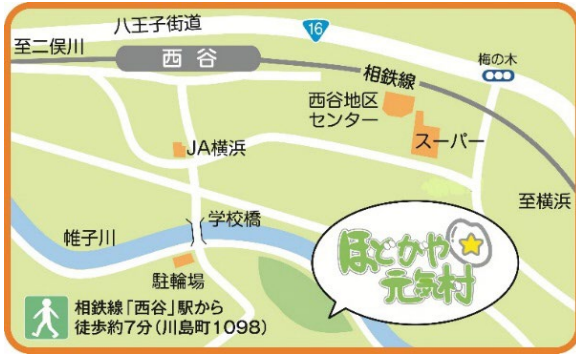 八王子街道
16
至二俣川
西谷
梅の木
相鉄線
西谷地区
センター
スーパー
JA横浜
至横浜
学校橋
帷子川
ほどがや
元気村
駐輪場
相鉄線「西谷」駅から
徒歩約7分(川島町1098)